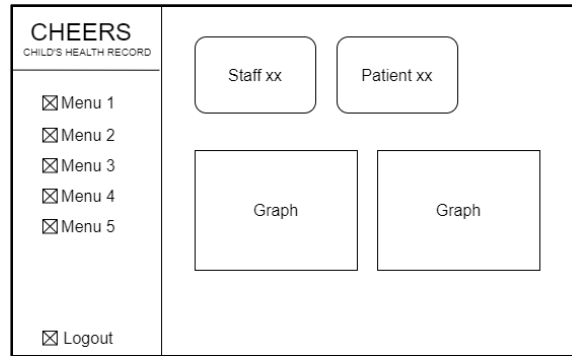 CHEERS
CHILD'S HEALTH RECORD
Menu 1
Menu 2
Menu 3
Menu 4
Menu 5
Logout
Staff xx
Patient xx
Graph
Graph